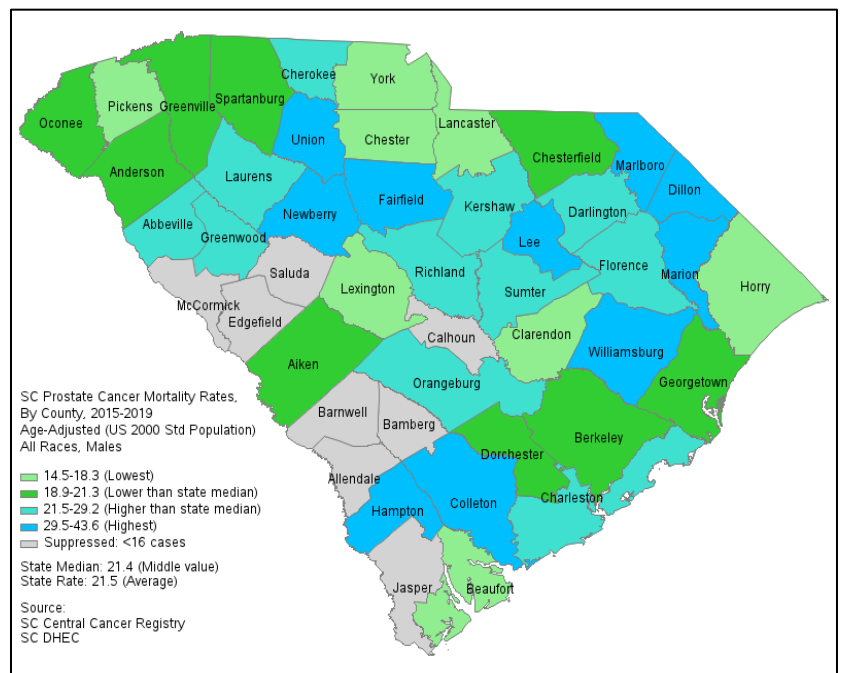 Cherokee
York
Pickens
Greenville
Spartanburg
Oconee
Lancaster
Union
Chester
Chesterfield
Marlboro
Anderson
Laurens
Dillon
Fairfield
Kershaw
Newberry
Darlington
Abbeville
Greenwood
Lee
Saluda
Richland
Florence
Marion
Lexington
Sumter
Horry
McCormick
Edgefield
Calhoun
Clarendon
Williamsburg
Aiken
Orangeburg
Georgetown
Barnwell
Bamberg
Berkeley
Dorchester
Allendale
Charleston
Colleton
Hampton
Jasper
Beaufort
SC Prostate Cancer Mortality Rates,
By County, 2015-2019
Age-Adjusted (US 2000 Std Population)
All Races, Males
14.5-18.3 (Lowest)
18.9-21.3 (Lower than state median)
21.5-29.2 (Higher than state median)
29.5-43.6 (Highest)
Suppressed: <16 cases
State Median: 21.4 (Middle value)
State Rate: 21.5 (Average)
Source:
SC Central Cancer Registry
SC DHEC